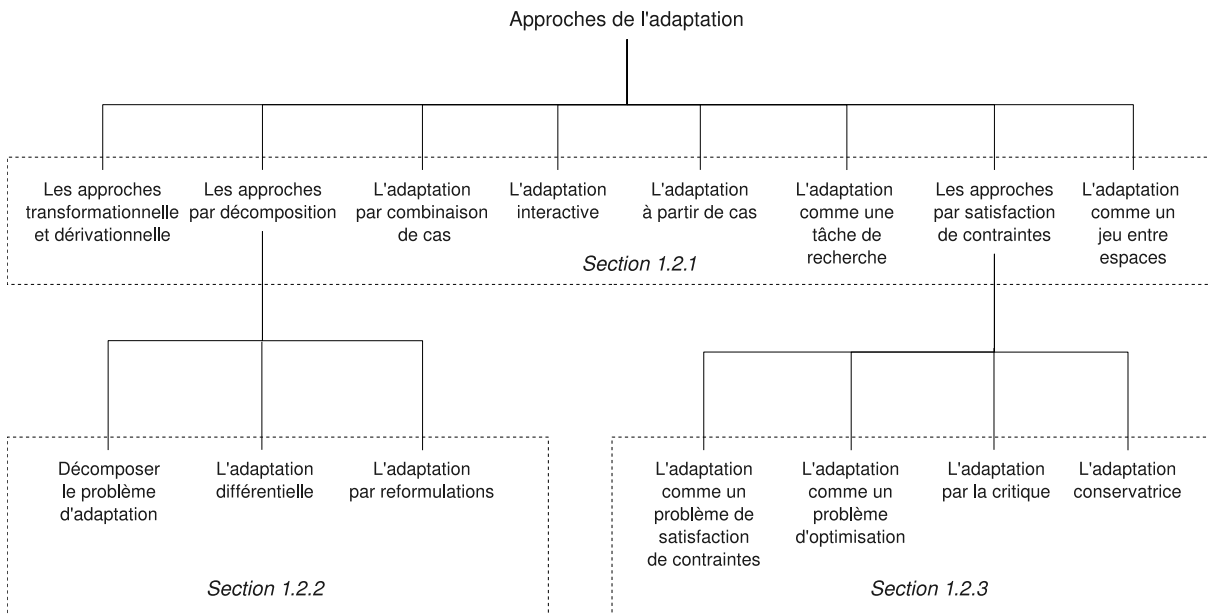 Approches de l'adaptation
Les approches
transformationnelle
et dérivationnelle
Les approches
par décomposition
L'adaptation
par combinaison
de cas
L'adaptation
interactive
L'adaptation
à partir de cas
L'adaptation
comme une
tâche de
recherche
Les approches
par satisfaction
de contraintes
L'adaptation
comme un
jeu entre
espaces
Section 1.2.1
Décomposer
le problème
d'adaptation
L'adaptation
différentielle
L'adaptation
par reformulations
Section 1.2.2
L'adaptation
comme un
problème de
satisfaction
de contraintes
L'adaptation
comme un
problème
d'optimisation
L'adaptation
par la critique
L'adaptation
conservatrice
Section 1.2.3